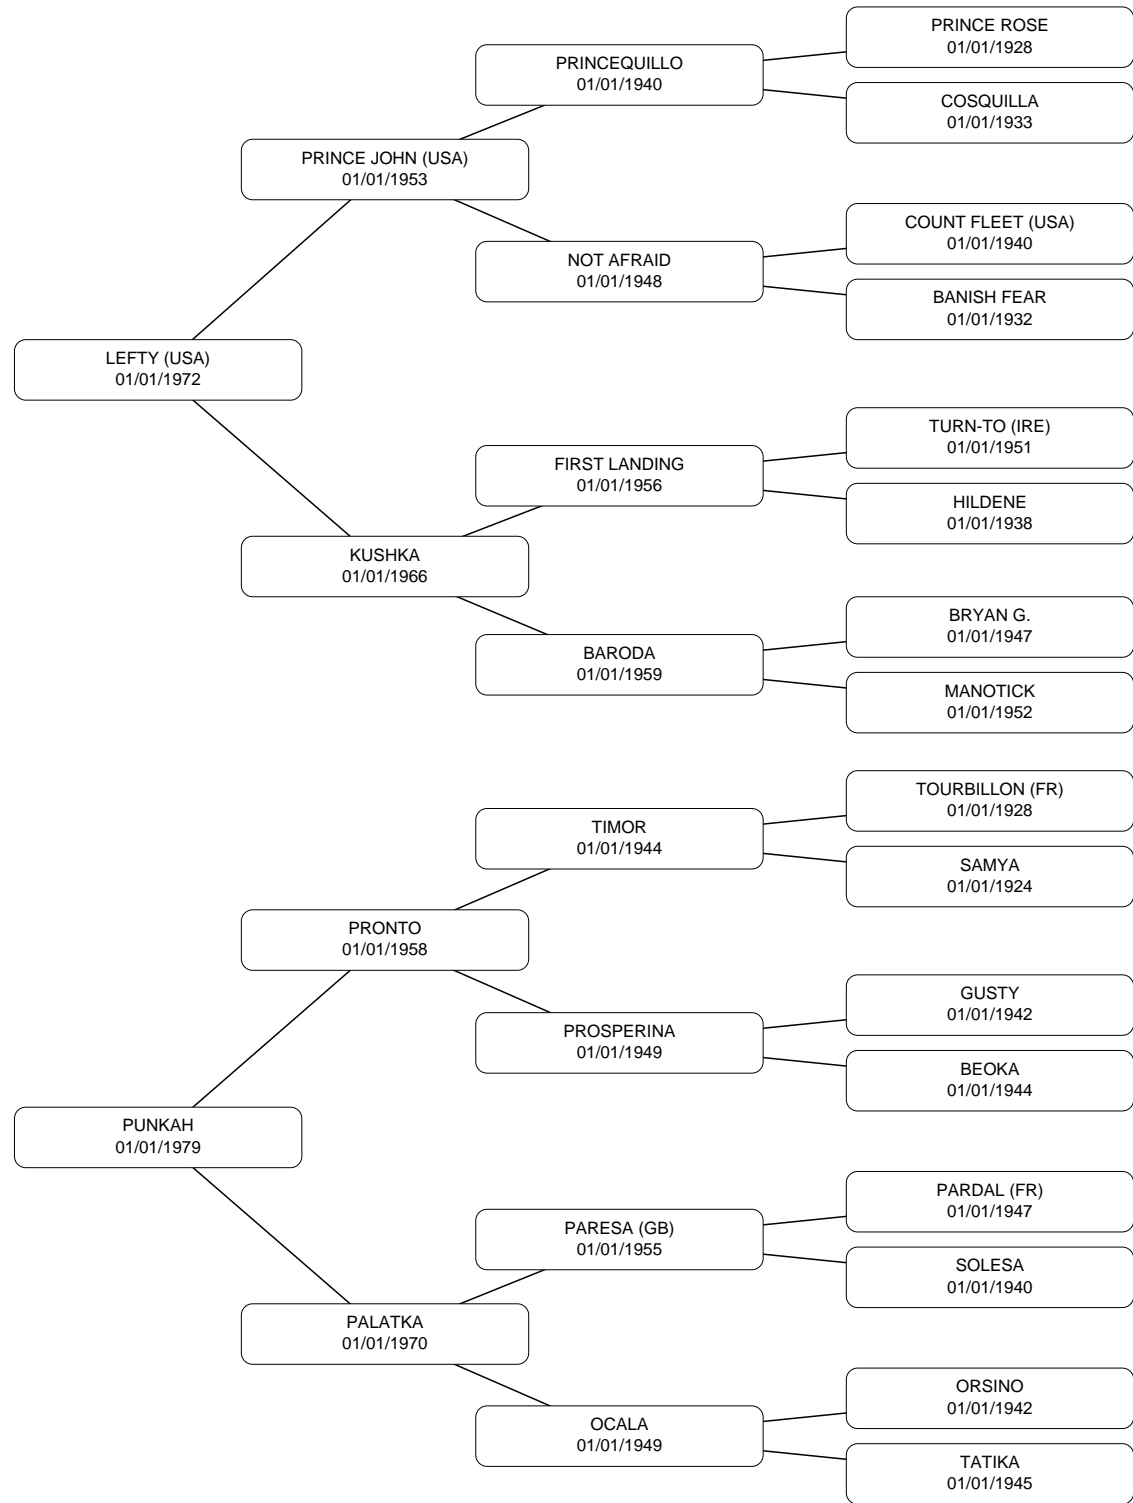 PRINCE ROSE
01/01/1928
PRINCEQUILLO
01/01/1940
COSQUILLA
01/01/1933
PRINCE JOHN (USA)
01/01/1953
COUNT FLEET (USA)
01/01/1940
NOT AFRAID
01/01/1948
BANISH FEAR
01/01/1932
LEFTY (USA)
01/01/1972
TURN-TO (IRE)
01/01/1951
FIRST LANDING
01/01/1956
HILDENE
01/01/1938
KUSHKA
01/01/1966
BRYAN G.
01/01/1947
BARODA
01/01/1959
MANOTICK
01/01/1952
TOURBILLON (FR)
01/01/1928
TIMOR
01/01/1944
SAMYA
01/01/1924
PRONTO
01/01/1958
GUSTY
01/01/1942
PROSPERINA
01/01/1949
BEOKA
01/01/1944
PUNKAH
01/01/1979
PARDAL (FR)
01/01/1947
PARESA (GB)
01/01/1955
SOLESA
01/01/1940
PALATKA
01/01/1970
ORSINO
01/01/1942
OCALA
01/01/1949
TATIKA
01/01/1945